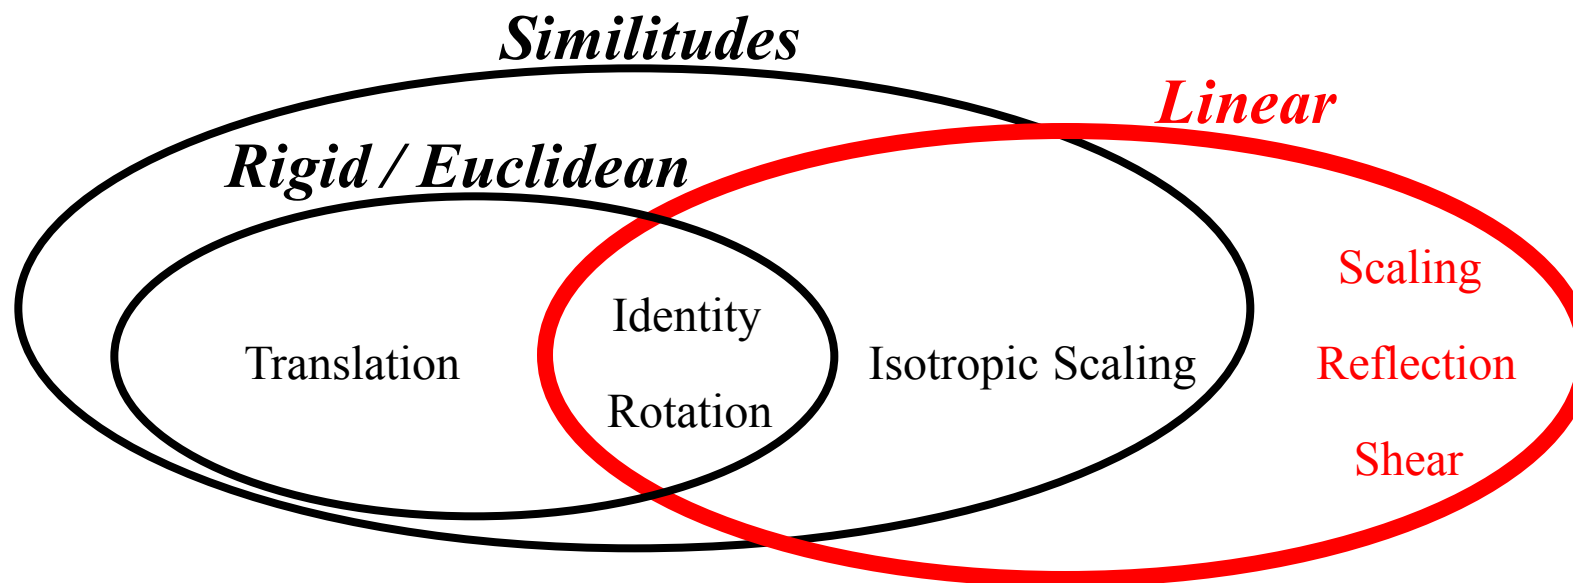 Similitudes
Linear
Rigid / Euclidean
Scaling
Identity
Translation
Isotropic Scaling
Reflection
Rotation
Shear